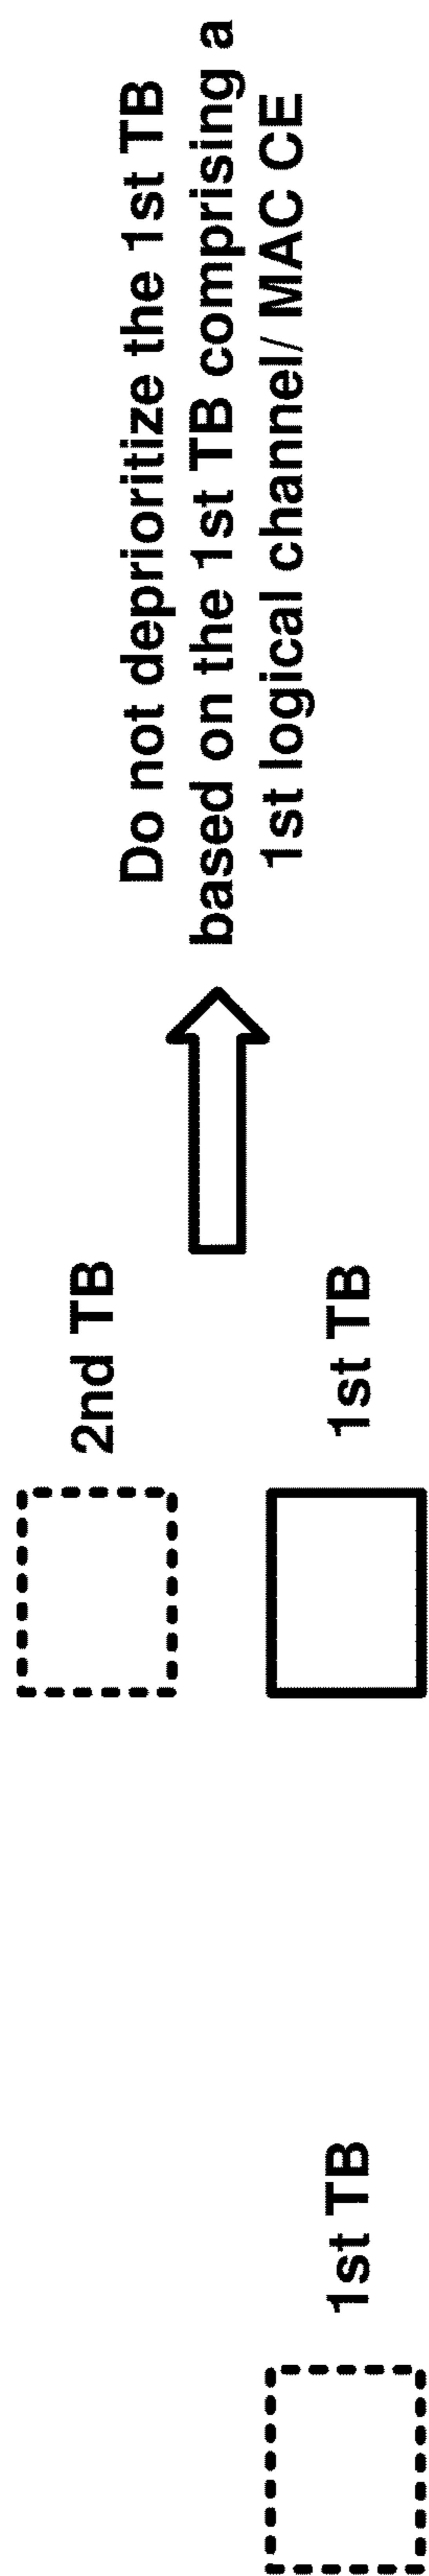 2nd TB
1st TB
1st TB
Do not deprioritize the 1st TB
based on the 1st TB comprising a
1st logical channel/ MAC CE